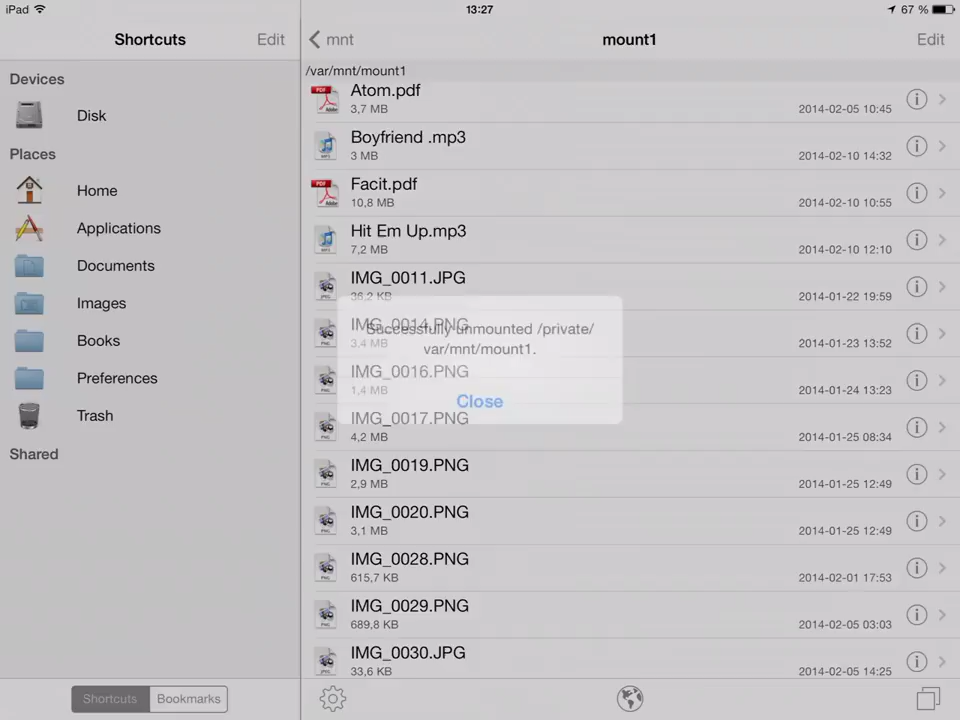 iPad
13:27
67 %
Shortcuts
Edit
mnt
mount1
Edit
Devices
Disk
Places
Home
Applications
Documents
Images
Books
Preferences
Trash
Shared
Shortcuts
Bookmarks
/var/mnt/mount1
Atom.pdf
3,7 MB
2014-02-05 10:45
Boyfriend .mp3
3 MB
2014-02-10 14:32
Facit.pdf
10,8 MB
2014-02-10 10:55
Hit Em Up.mp3
7,2 MB
2014-02-10 12:10
IMG_0011.JPG
36,2 KB
2014-01-22 19:59
IMG_0014.PNG
3,4 MB
2014-01-23 13:52
IMG_0016.PNG
1,4 MB
2014-01-24 13:23
IMG_0017.PNG
4,2 MB
2014-01-25 08:34
IMG_0019.PNG
2,9 MB
2014-01-25 12:49
IMG_0020.PNG
3,1 MB
2014-01-25 12:49
IMG_0028.PNG
615,7 KB
2014-02-01 17:53
IMG_0029.PNG
689,8 KB
2014-02-05 03:03
IMG_0030.JPG
33,6 KB
2014-02-05 14:25
Successfully unmounted /private/
var/mnt/mount1.
Close